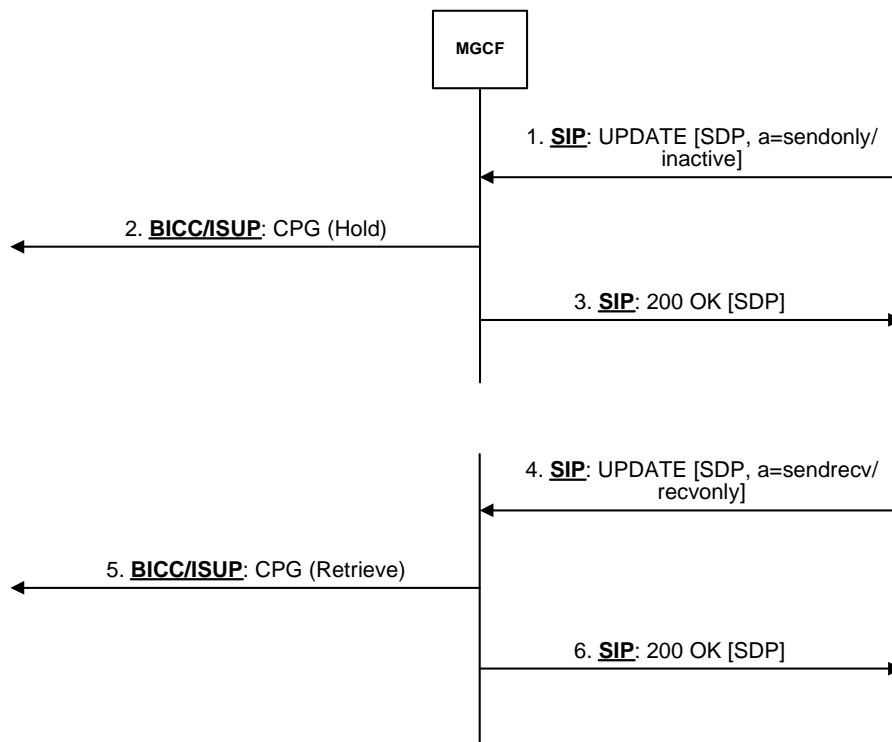 MGCF
1. SIP: UPDATE [SDP, a=sendonly/
inactive]
2. BICC/ISUP: CPG (Hold)
3. SIP: 200 OK [SDP]
4. SIP: UPDATE [SDP, a=sendrecv/
recvonly]
5. BICC/ISUP: CPG (Retrieve)
6. SIP: 200 OK [SDP]